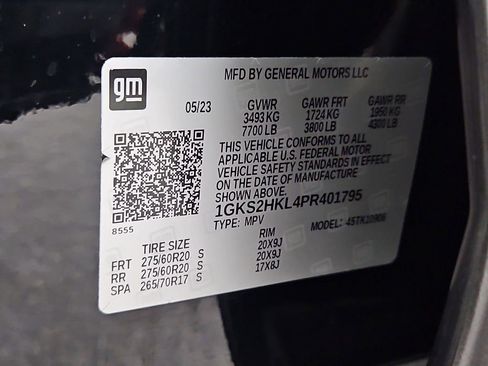 gm
MFD BY GENERAL MOTORS LLC
05/23 GVWR GAWR FRT GAWR RR
3493 KG 1724 KG 1950 KG
7700 LB 3800 LB 4300 LB
THIS VEHICLE CONFORMS TO ALL
APPLICABLE U.S. FEDERAL MOTOR
VEHICLE SAFETY STANDARDS IN EFFECT
ON THE DATE OF MANUFACTURE
SHOWN ABOVE.
1GKS2HKL4PR401795
8555 TYPE: MPV MODEL: 4STK10906
TIRE SIZE RIM
FRT 275/60R20 S 20X9J
RR 275/60R20 S 20X9J
SPA 265/70R17 S 17X8J